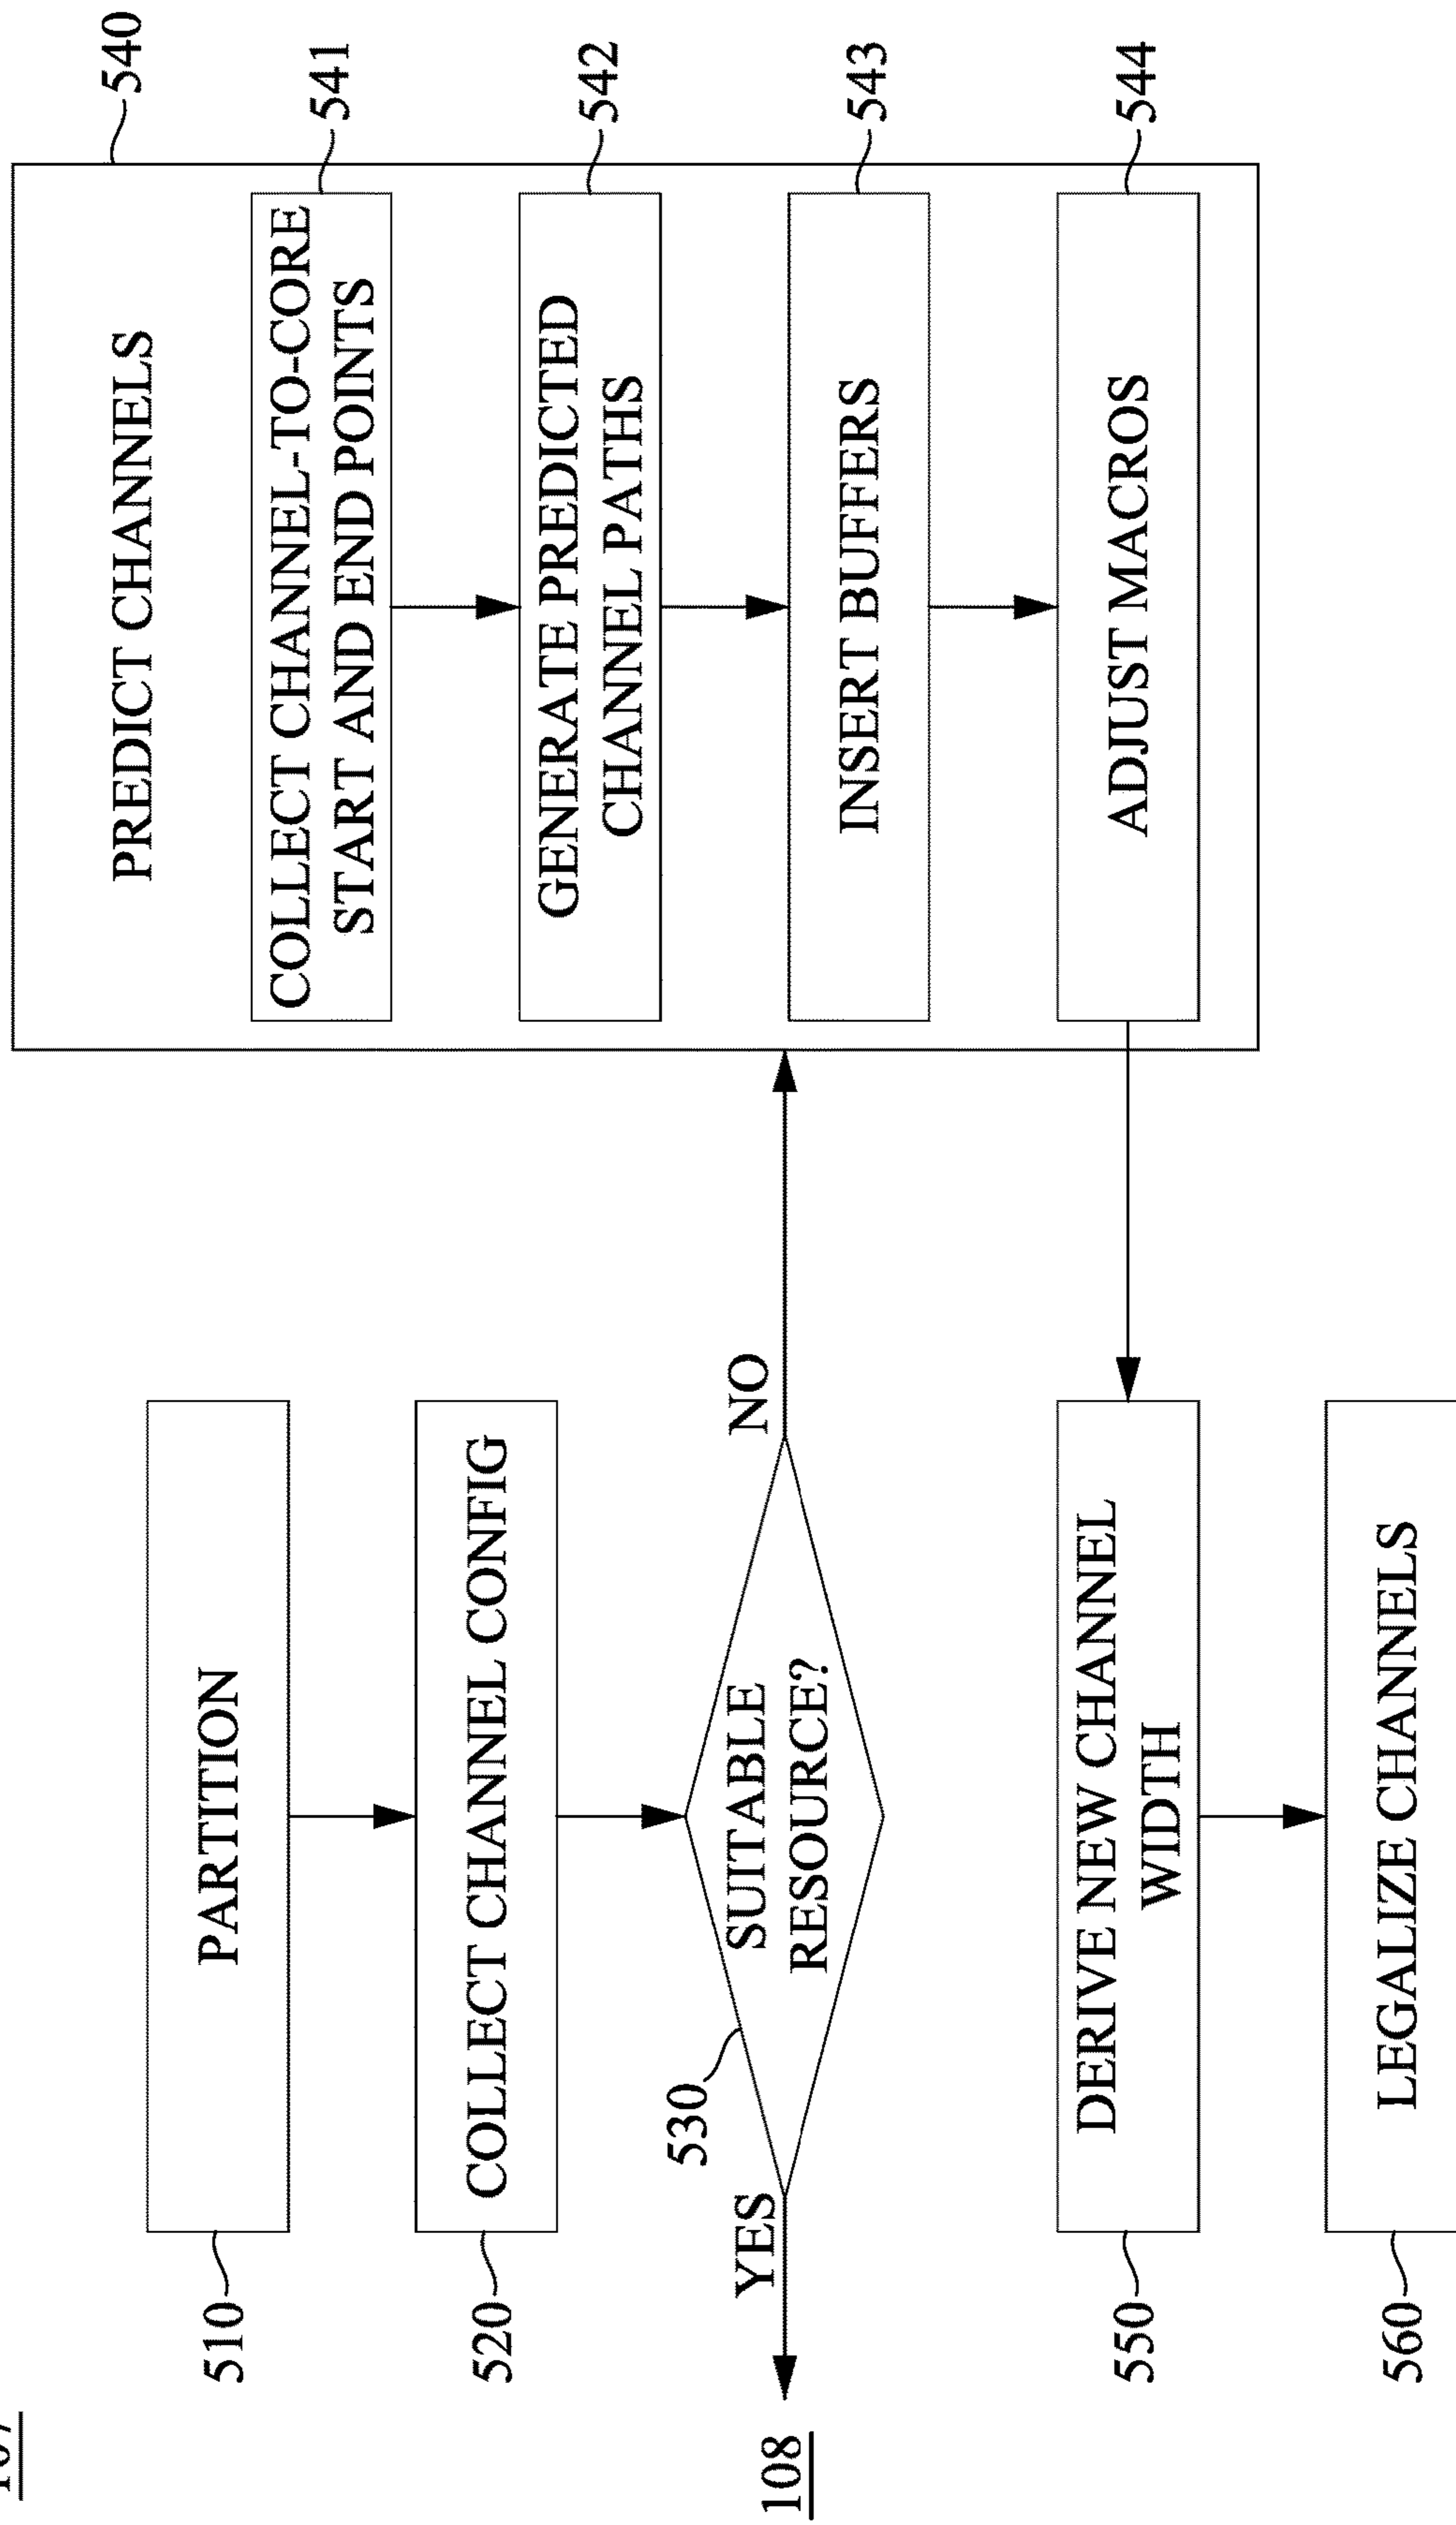 510
PARTITION
520
COLLECT CHANNEL CONFIG
530
SUITABLE
RESOURCE?
YES
NO
108
540
PREDICT CHANNELS
541
COLLECT CHANNEL-TO-CORE
START AND END POINTS
542
GENERATE PREDICTED
CHANNEL PATHS
543
INSERT BUFFERS
544
ADJUST MACROS
550
DERIVE NEW CHANNEL
WIDTH
560
LEGALIZE CHANNELS